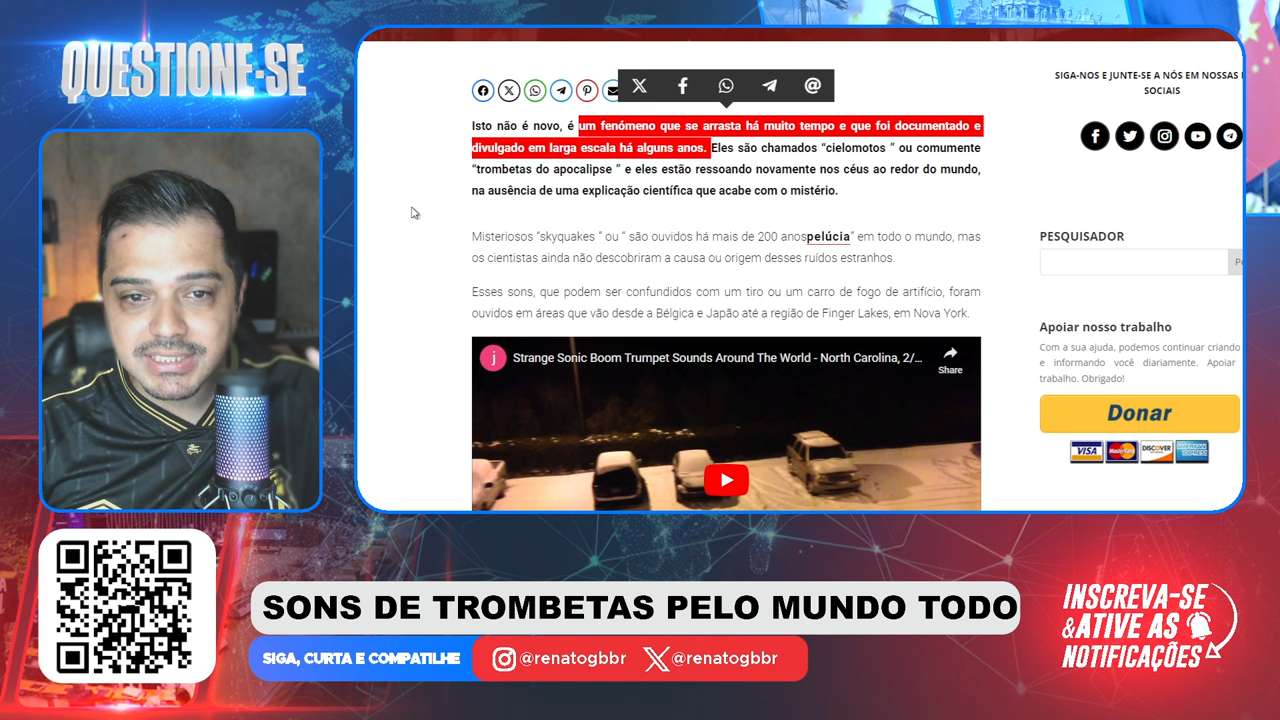 QUESTIONE-SE
SIGA-NOS E JUNTE-SE A NÓS EM NOSSAS
SOCIAIS
Isto não é novo, é um fenómeno que se arrasta há muito tempo e que foi documentado e
divulgado em larga escala há alguns anos. Eles são chamados “cielomotos ” ou comumente
“trombetas do apocalipse ” e eles estão ressoando novamente nos céus ao redor do mundo,
na ausência de uma explicação científica que acabe com o mistério.
Misteriosos “skyquakes ” ou “ são ouvidos há mais de 200 anospelúcia” em todo o mundo, mas
os cientistas ainda não descobriram a causa ou origem desses ruídos estranhos.
Esses sons, que podem ser confundidos com um tiro ou um carro de fogo de artifício, foram
ouvidos em áreas que vão desde a Bélgica e Japão até a região de Finger Lakes, em Nova York.
j Strange Sonic Boom Trumpet Sounds Around The World - North Carolina, 2/...
Share
PESQUISADOR
Pe
Apoiar nosso trabalho
Com a sua ajuda, podemos continuar criando
e informando você diariamente. Apoiar
trabalho. Obrigado!
Donar
VISA MasterCard DISCOVER AMERICAN EXPRESS
SONS DE TROMBETAS PELO MUNDO TODO
SIGA, CURTA E COMPATILHE @renatogbbr @renatogbbr
INSCREVA-SE
&ATIVE AS
NOTIFICAÇÕES